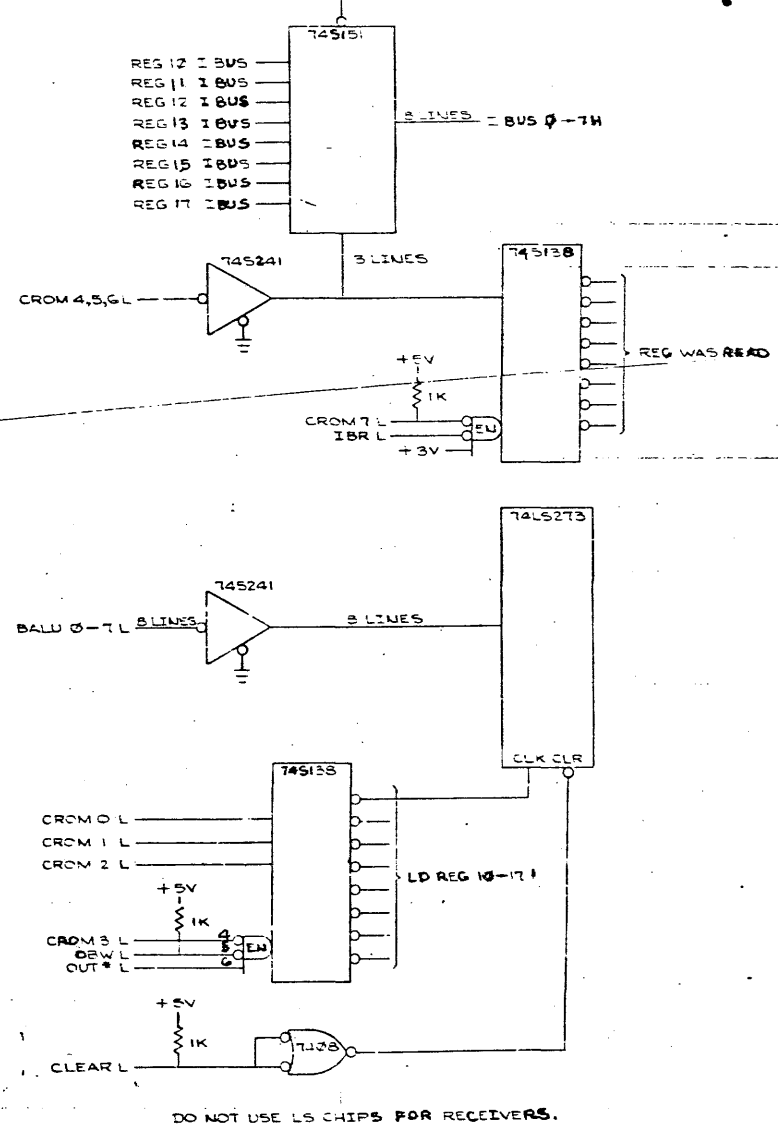 74S151
REG 10 I BUS
REG 11 I BUS
REG 12 I BUS
REG 13 I BUS
REG 14 I BUS
REG 15 I BUS
REG 16 I BUS
REG 17 I BUS
8 LINES
I BUS Ø-7H
3 LINES
74S241
CROM 4,5,6 L
74S138
REG WAS READ
+5V
1K
CROM 7 L
IBR L
EN
+3V
74LS273
74S241
BALU Ø-7 L
8 LINES
8 LINES
CLK CLR
74S138
CROM 0 L
CROM 1 L
CROM 2 L
LD REG 10-17
+5V
1K
CROM 3 L
4
OBW L
5
EN
OUT* L
6
+5V
1K
CLEAR L
DO NOT USE LS CHIPS FOR RECEIVERS.